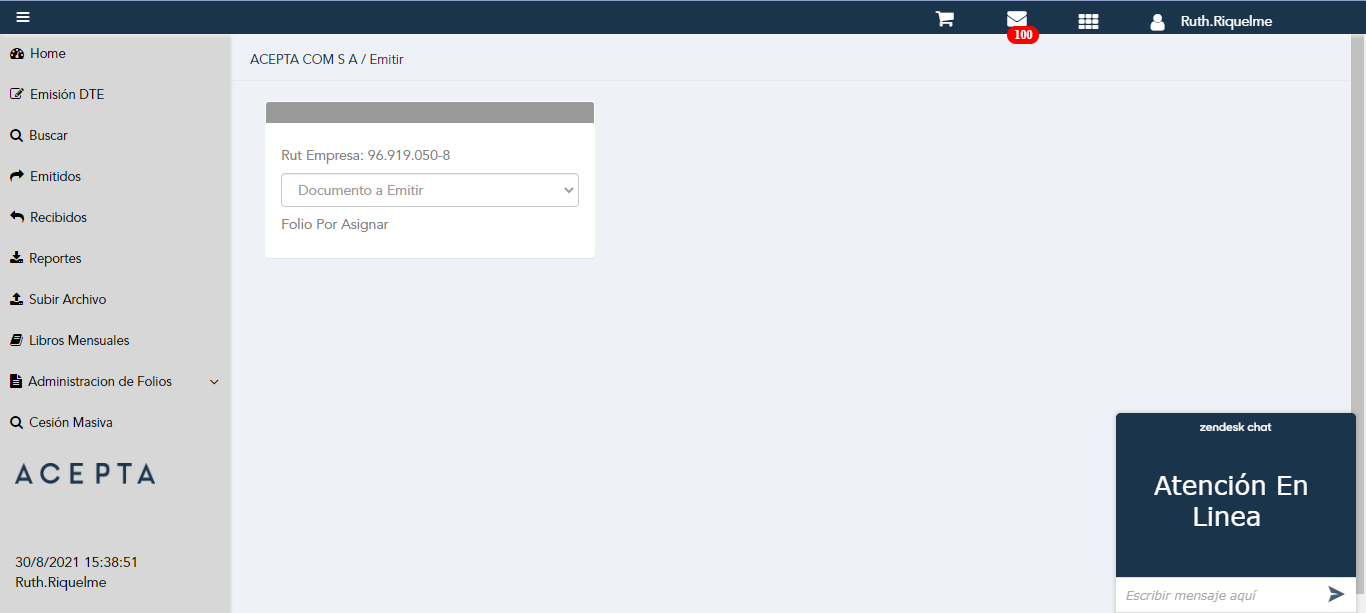 Ruth.Riquelme
100
Home
Emisión DTE
Buscar
Emitidos
Recibidos
Reportes
Subir Archivo
Libros Mensuales
Administracion de Folios
Cesión Masiva
ACEPTA
30/8/2021 15:38:51
Ruth.Riquelme
ACEPTA COM S A / Emitir
Rut Empresa: 96.919.050-8
Documento a Emitir
Folio Por Asignar
zendesk chat
Atención En
Linea
Escribir mensaje aquí